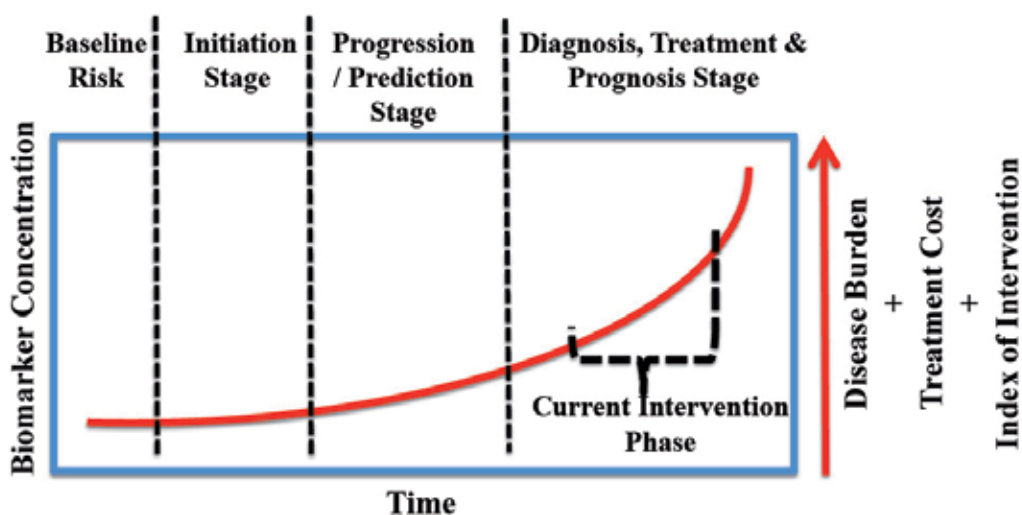 Baseline
Risk
Initiation
Stage
Progression
/ Prediction
Stage
Diagnosis, Treatment &
Prognosis Stage
Biomarker Concentration
Current Intervention
Phase
Time
Disease Burden
+
Treatment Cost
+
Index of Intervention